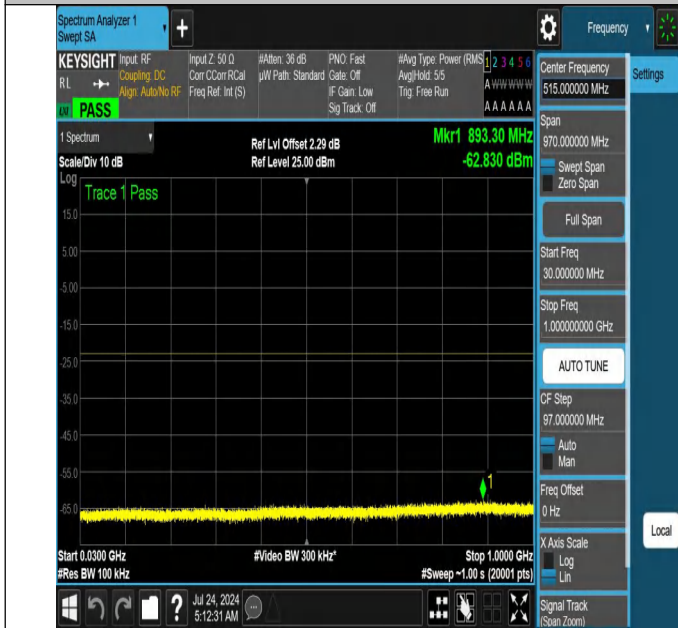 Spectrum Analyzer 1
Swept SA
+
Frequency
KEYSIGHT
RL
PASS
Input: RF
Coupling: DC
Align: Auto/No RF
Input Z: 50 Ω
Corr CCorr RCal
Freq Ref: Int (S)
#Atten: 36 dB
µW Path: Standard
PNO: Fast
Gate: Off
IF Gain: Low
Sig Track: Off
#Avg Type: Power (RMS
Avg|Hold: 5/5
Trig: Free Run
1 2 3 4 5 6
A W W W W W
A A A A A A
1 Spectrum
Scale/Div 10 dB
Ref Lvl Offset 2.29 dB
Ref Level 25.00 dBm
Mkr1 893.30 MHz
-62.830 dBm
Log
Trace 1 Pass
15.0
5.00
-5.00
-15.0
-25.0
-35.0
-45.0
-55.0
-65.0
1
Start 0.0300 GHz
#Res BW 100 kHz
#Video BW 300 kHz*
Stop 1.0000 GHz
#Sweep ~1.00 s (20001 pts)
?
Jul 24, 2024
5:12:31 AM
Center Frequency
515.000000 MHz
Settings
Span
970.000000 MHz
Swept Span
Zero Span
Full Span
Start Freq
30.000000 MHz
Stop Freq
1.000000000 GHz
AUTO TUNE
CF Step
97.000000 MHz
Auto
Man
Freq Offset
0 Hz
Local
X Axis Scale
Log
Lin
Signal Track
(Span Zoom)